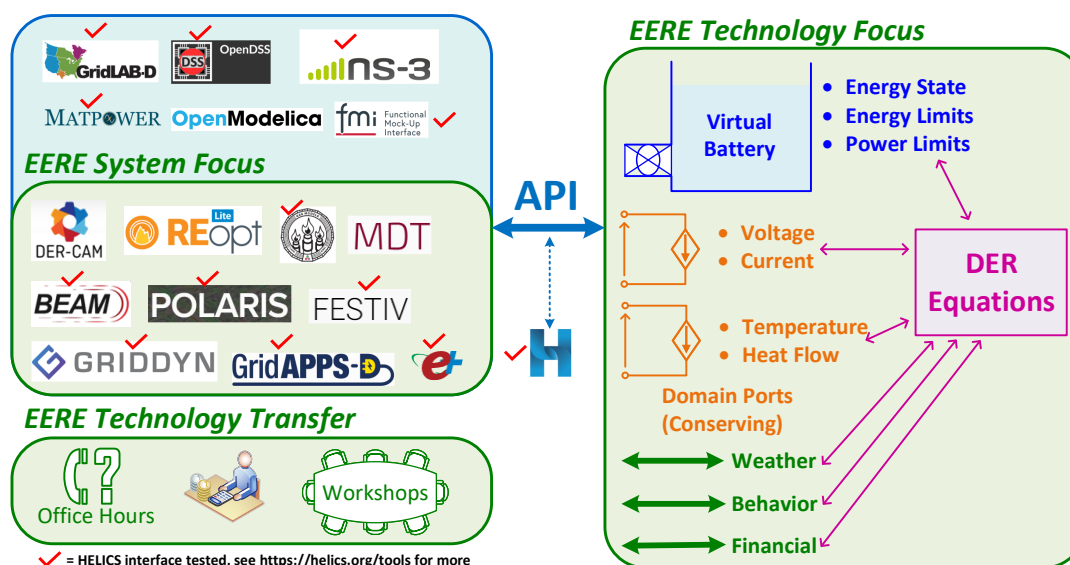 GridLAB-D
DSS
OpenDSS
ns-3
MATPOWER
OpenModelica
fmi Functional
Mock-Up
Interface
EERE System Focus
DER-CAM
REopt
Lite
MDT
BEAM
POLARIS
FESTIV
GRIDDYN
GridAPPS-D
e+
EERE Technology Transfer
Office Hours
Workshops
= HELICS interface tested, see https://helics.org/tools for more
API
H
EERE Technology Focus
Virtual
Battery
• Energy State
• Energy Limits
• Power Limits
• Voltage
• Current
• Temperature
• Heat Flow
DER
Equations
Domain Ports
(Conserving)
Weather
Behavior
Financial